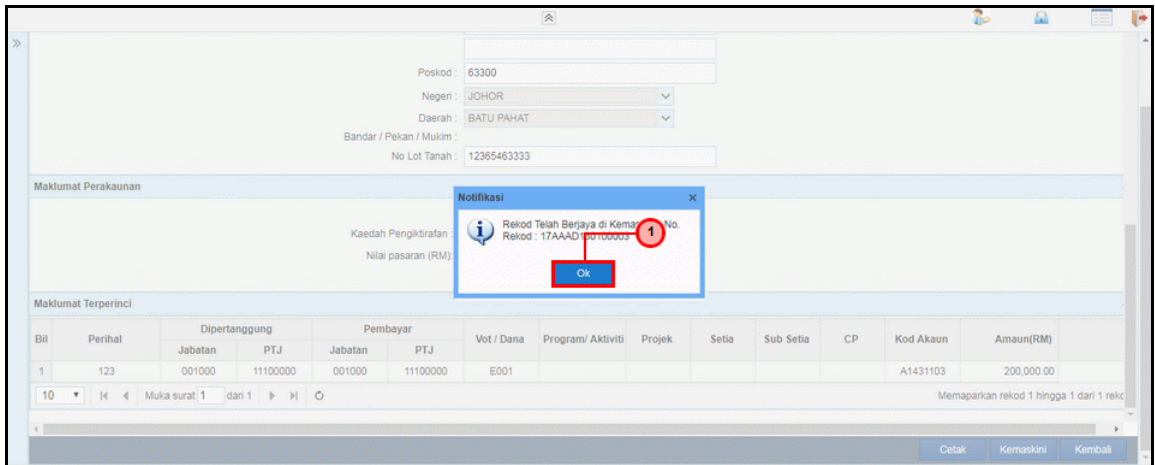 Poskod : 63300
Negeri : JOHOR
Daerah : BATU PAHAT
Bandar / Pekan / Mukim :
No Lot Tanah : 12365463333
Maklumat Perakaunan
Kaedah Pengiktirafan :
Nilai pasaran (RM):
Notifikasi
Rekod Telah Berjaya di No.
Rekod :
1
Ok
Maklumat Terperinci
Bil Perihal Dipertanggung Pembayar Vot / Dana Program/ Aktiviti Projek Setia Sub Setia CP Kod Akaun Amaun(RM)
Jabatan PTJ Jabatan PTJ
1 123 001000 11100000 001000 11100000 E001 A1431103 200,000.00
10 Muka surat 1 dari 1 Memaparkan rekod 1 hingga 1 dari 1
Cetak Kemaskini Kembali